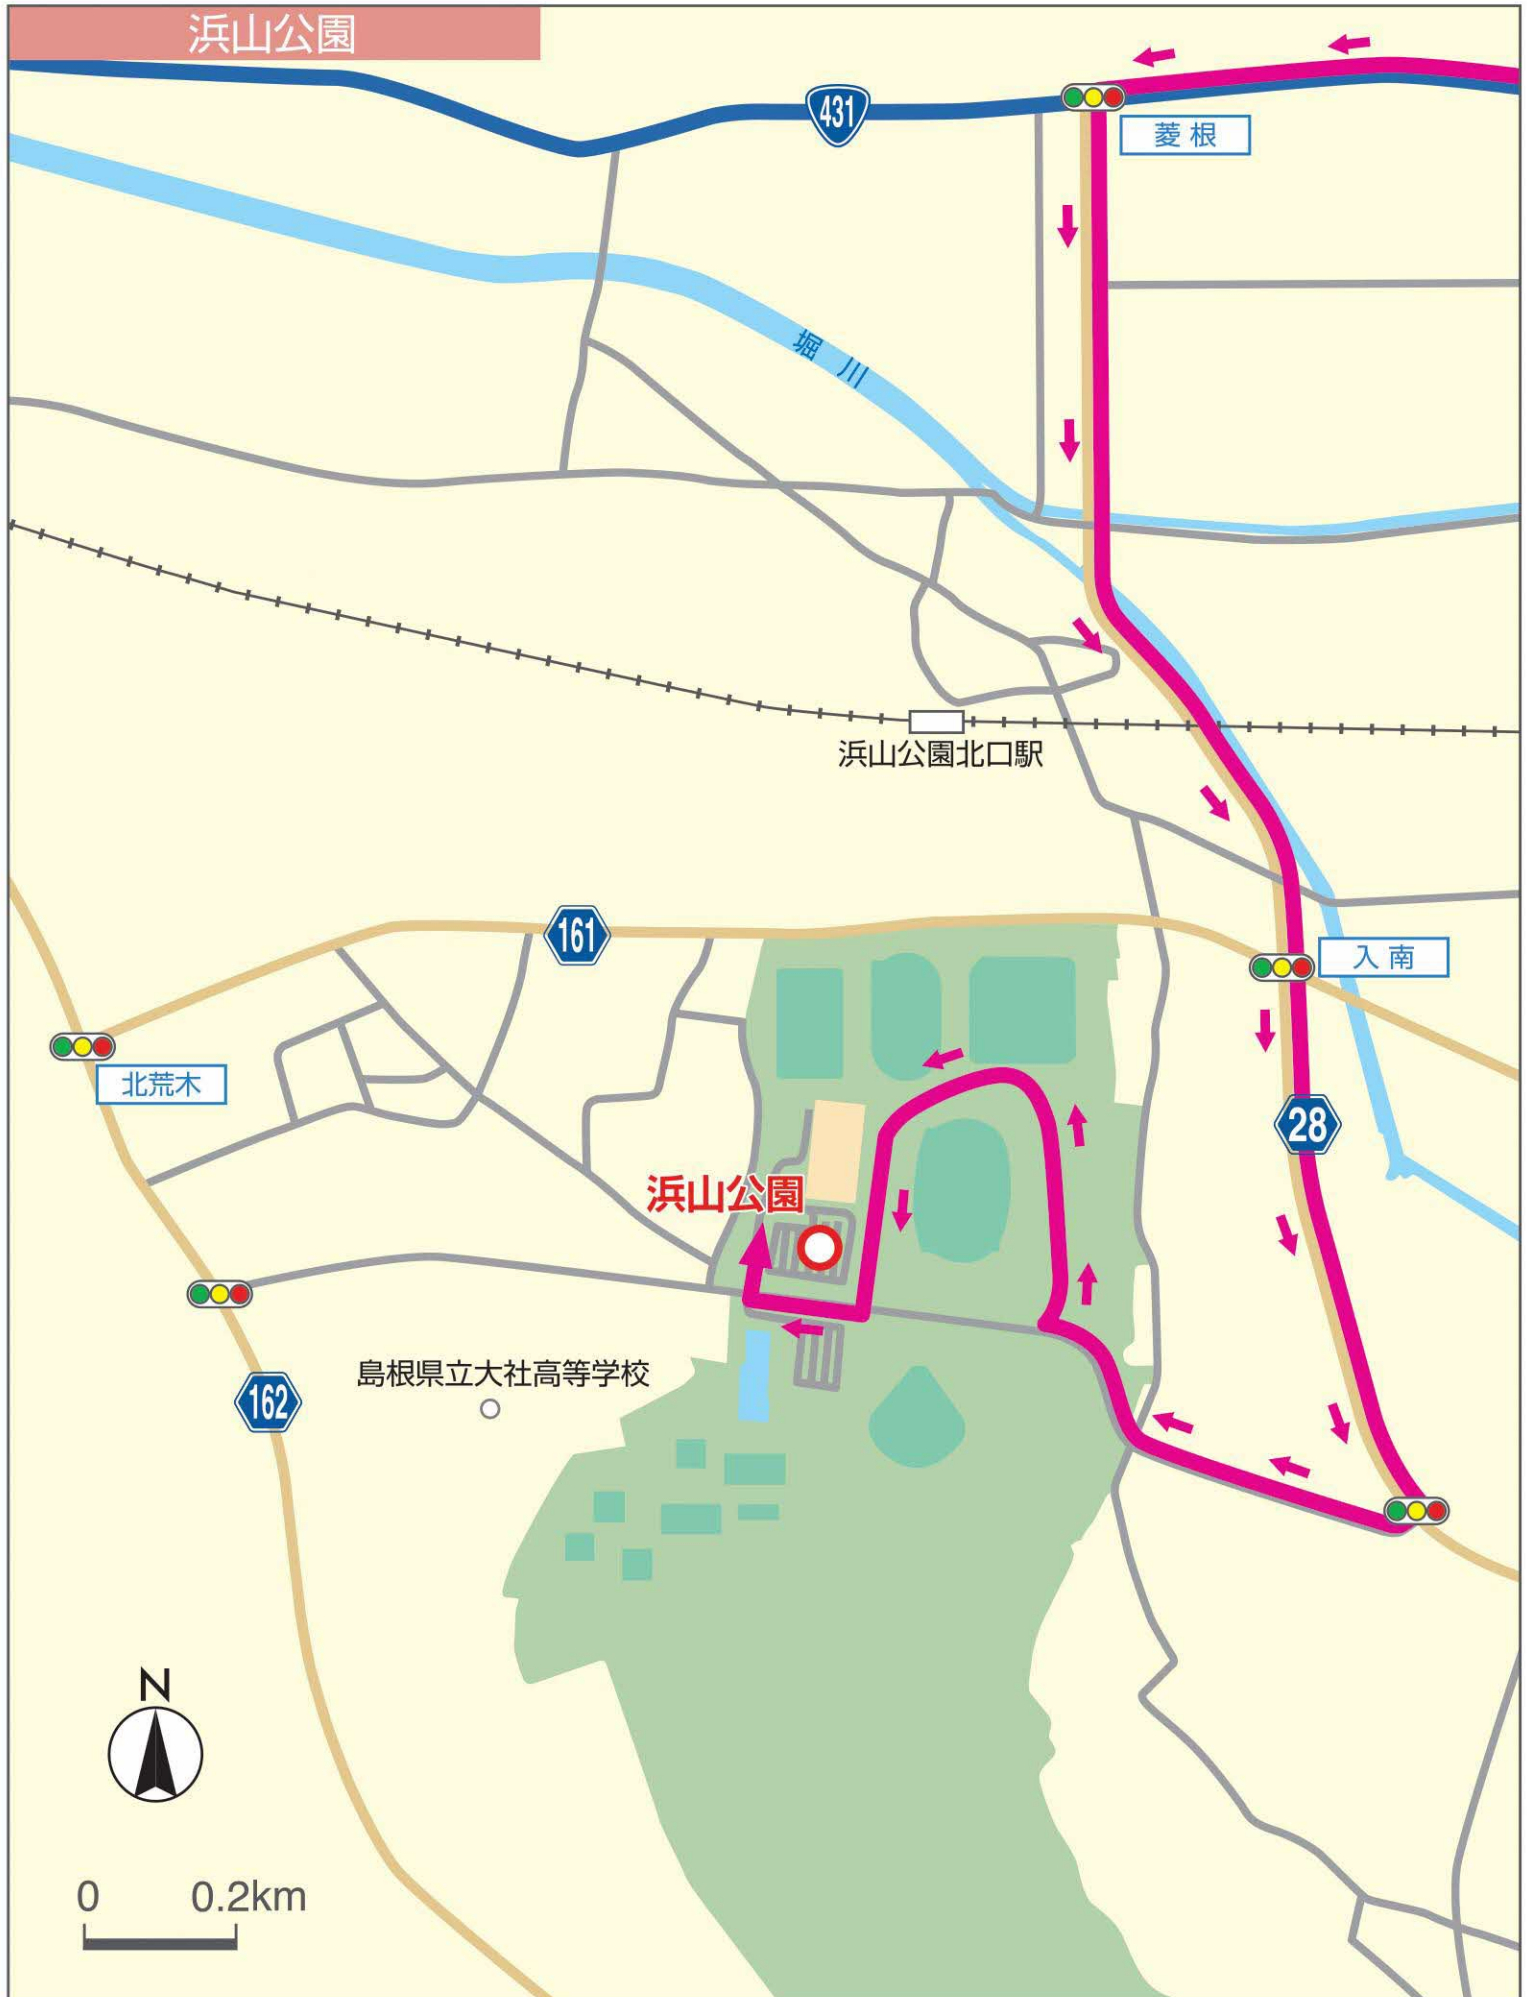 浜山公園
431
菱根
堀川
浜山公園北口駅
161
入南
北荒木
28
浜山公園
島根県立大社高等学校
162
N
0 0.2km